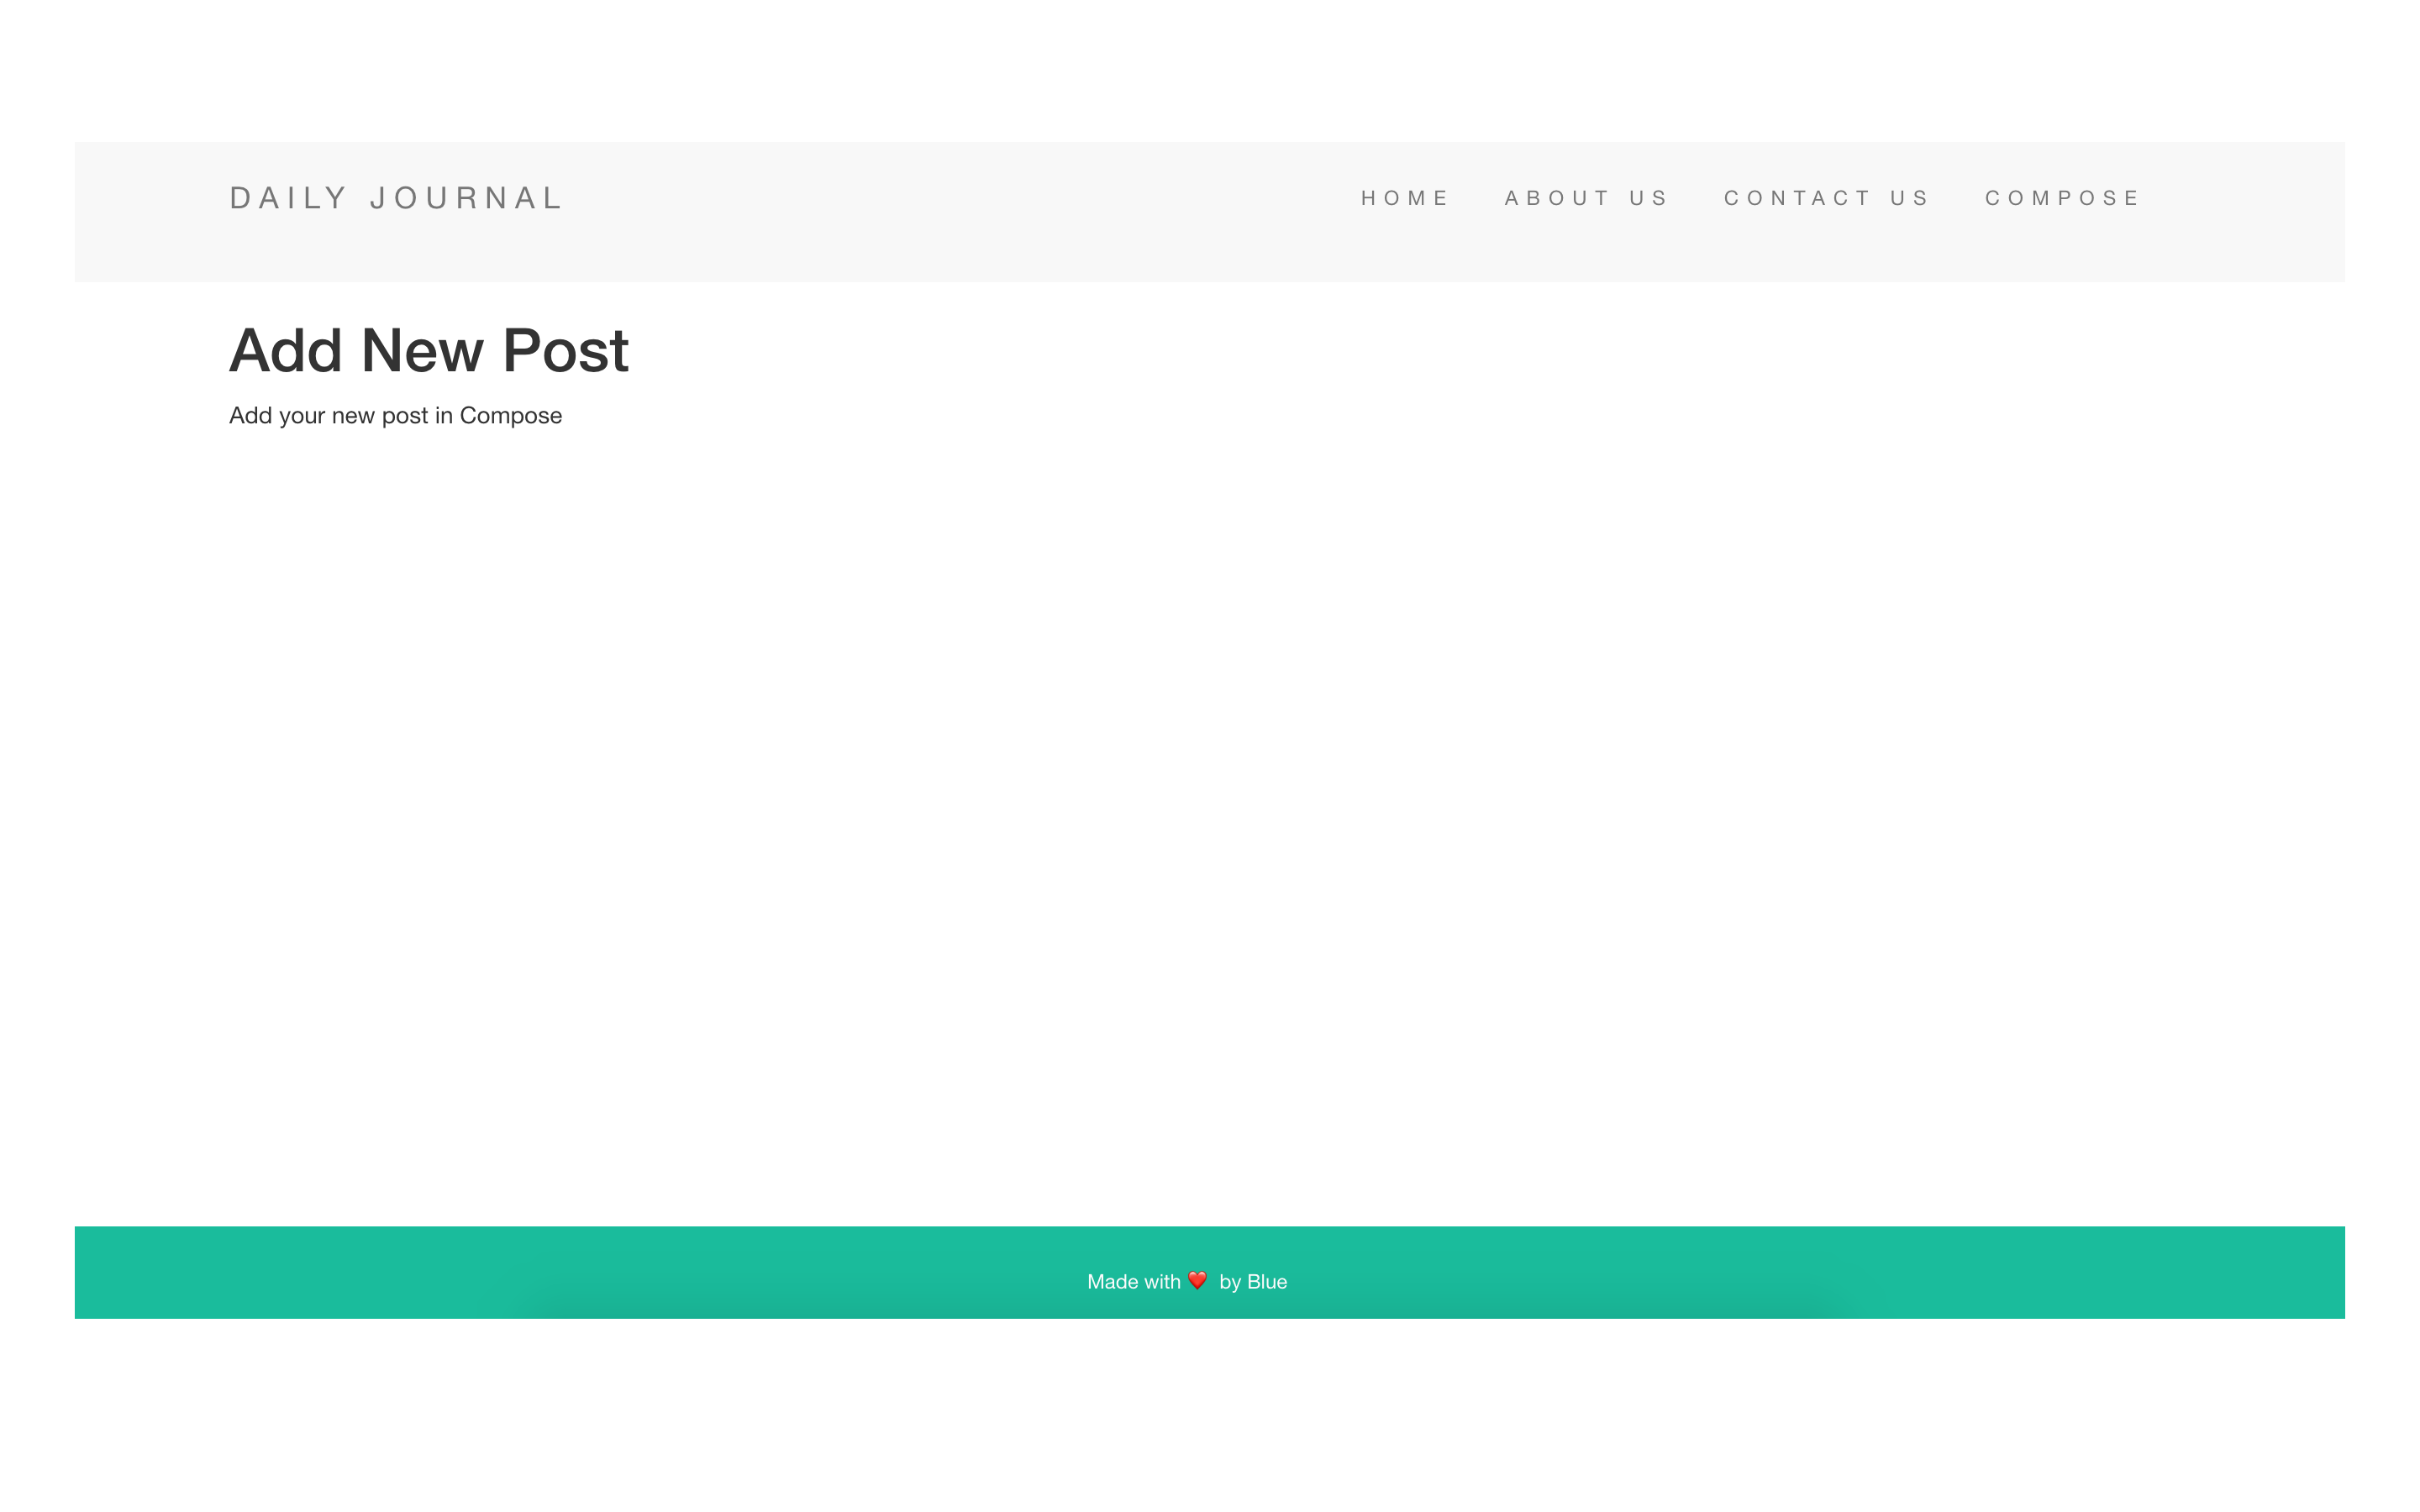 DAILY JOURNAL
HOME ABOUT US CONTACT US COMPOSE
Add New Post
Add your new post in Compose
Made with ❤️ by Blue